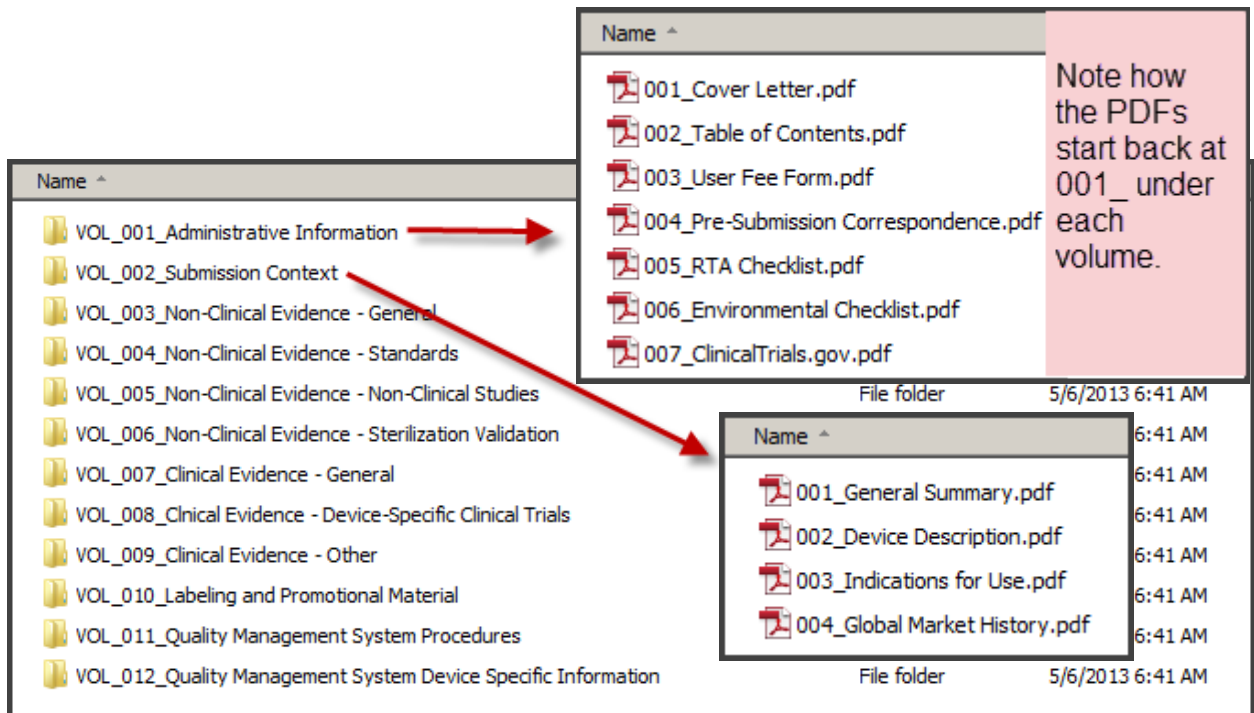 Name
001_Cover Letter.pdf
002_Table of Contents.pdf
003_User Fee Form.pdf
004_Pre-Submission Correspondence.pdf
005_RTA Checklist.pdf
006_Environmental Checklist.pdf
007_ClinicalTrials.gov.pdf
Note how
the PDFs
start back at
001_ under
each
volume.
Name
VOL_001_Administrative Information
VOL_002_Submission Context
VOL_003_Non-Clinical Evidence - General
VOL_004_Non-Clinical Evidence - Standards
VOL_005_Non-Clinical Evidence - Non-Clinical Studies File folder 5/6/2013 6:41 AM
VOL_006_Non-Clinical Evidence - Sterilization Validation 6:41 AM
VOL_007_Clinical Evidence - General 6:41 AM
VOL_008_Clnical Evidence - Device-Specific Clinical Trials 6:41 AM
VOL_009_Clinical Evidence - Other 6:41 AM
VOL_010_Labeling and Promotional Material 6:41 AM
VOL_011_Quality Management System Procedures 6:41 AM
VOL_012_Quality Management System Device Specific Information File folder 5/6/2013 6:41 AM
Name
001_General Summary.pdf
002_Device Description.pdf
003_Indications for Use.pdf
004_Global Market History.pdf